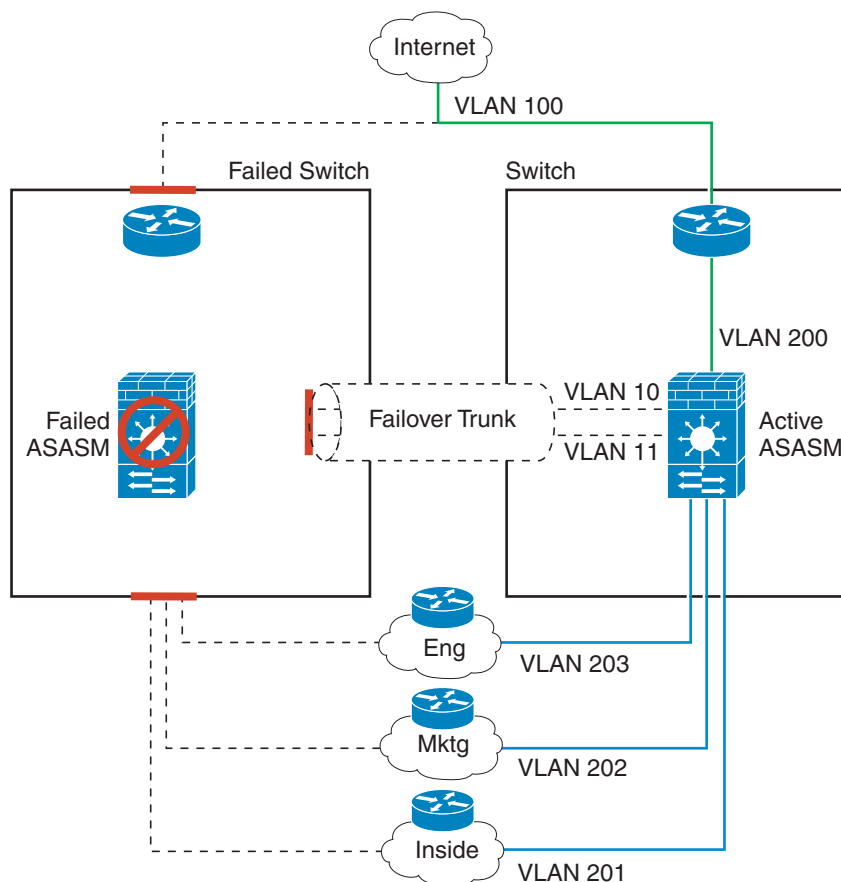 Internet
VLAN 100
Failed Switch
Switch
VLAN 200
VLAN 10
Failed
ASASM
Failover Trunk
Active
ASASM
VLAN 11
Eng
VLAN 203
Mktg
VLAN 202
Inside
VLAN 201